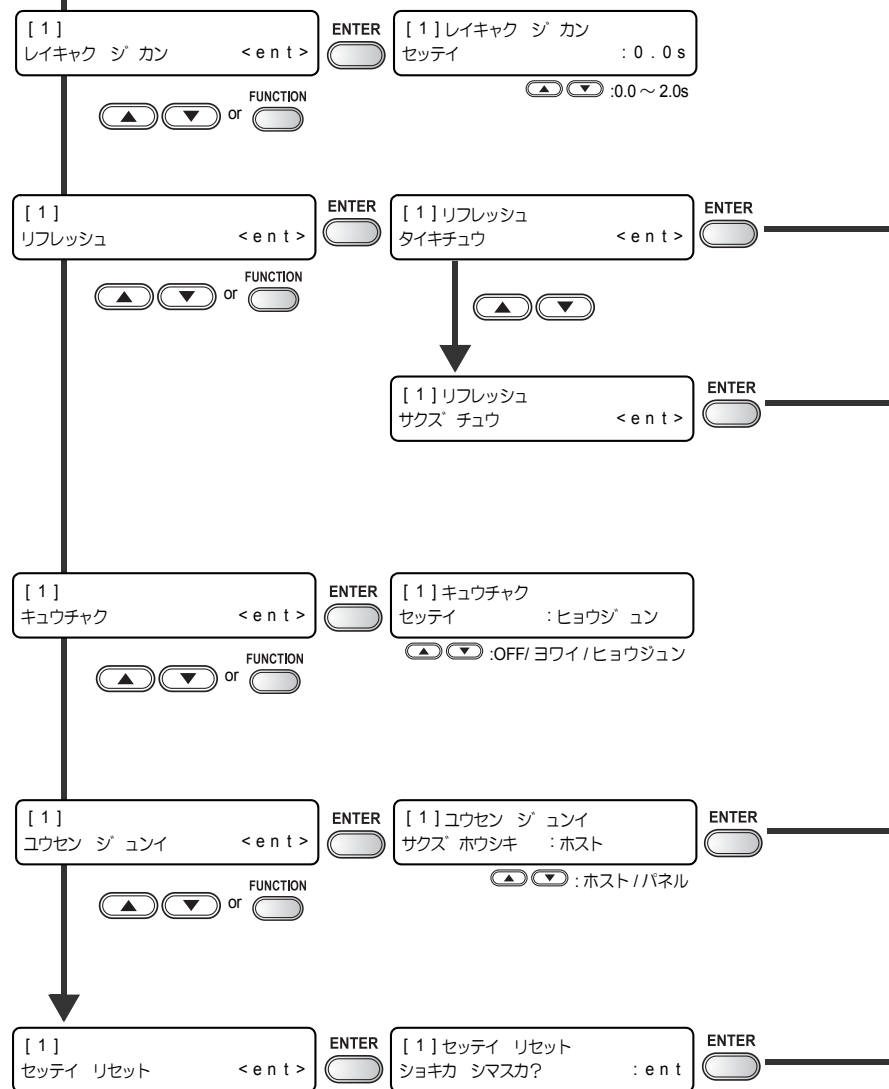 [1]
レイキャク ジカン <ent>
ENTER
[1]レイキャク ジカン
セッテイ :0.0s
▲ ▼ :0.0～2.0s
▲ ▼ or FUNCTION
[1]
リフレッシュ <ent>
ENTER
[1]リフレッシュ
タイキチュウ <ent>
ENTER
▲ ▼ or FUNCTION
▲ ▼
[1]リフレッシュ
サクズチュウ <ent>
ENTER
[1]
キュウチャク <ent>
ENTER
[1]キュウチャク
セッテイ :ヒョウジュン
▲ ▼ :OFF/ヨワイ/ヒョウジュン
▲ ▼ or FUNCTION
[1]
ユウセン ジュンイ <ent>
ENTER
[1]ユウセン ジュンイ
サクズホウシキ :ホスト
ENTER
▲ ▼ :ホスト/パネル
▲ ▼ or FUNCTION
[1]
セッテイ リセット <ent>
ENTER
[1]セッテイ リセット
ショキカ シマスカ? :ent
ENTER